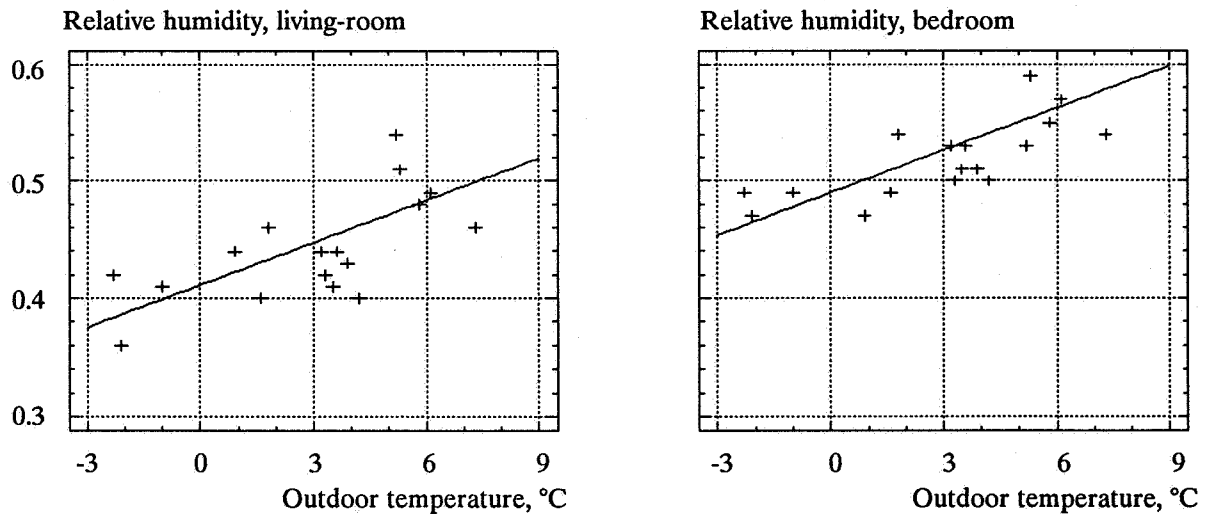 Relative humidity, living-room
0.6
0.5
0.4
0.3
-3 0 3 6 9
Outdoor temperature, °C
Relative humidity, bedroom
-3 0 3 6 9
Outdoor temperature, °C